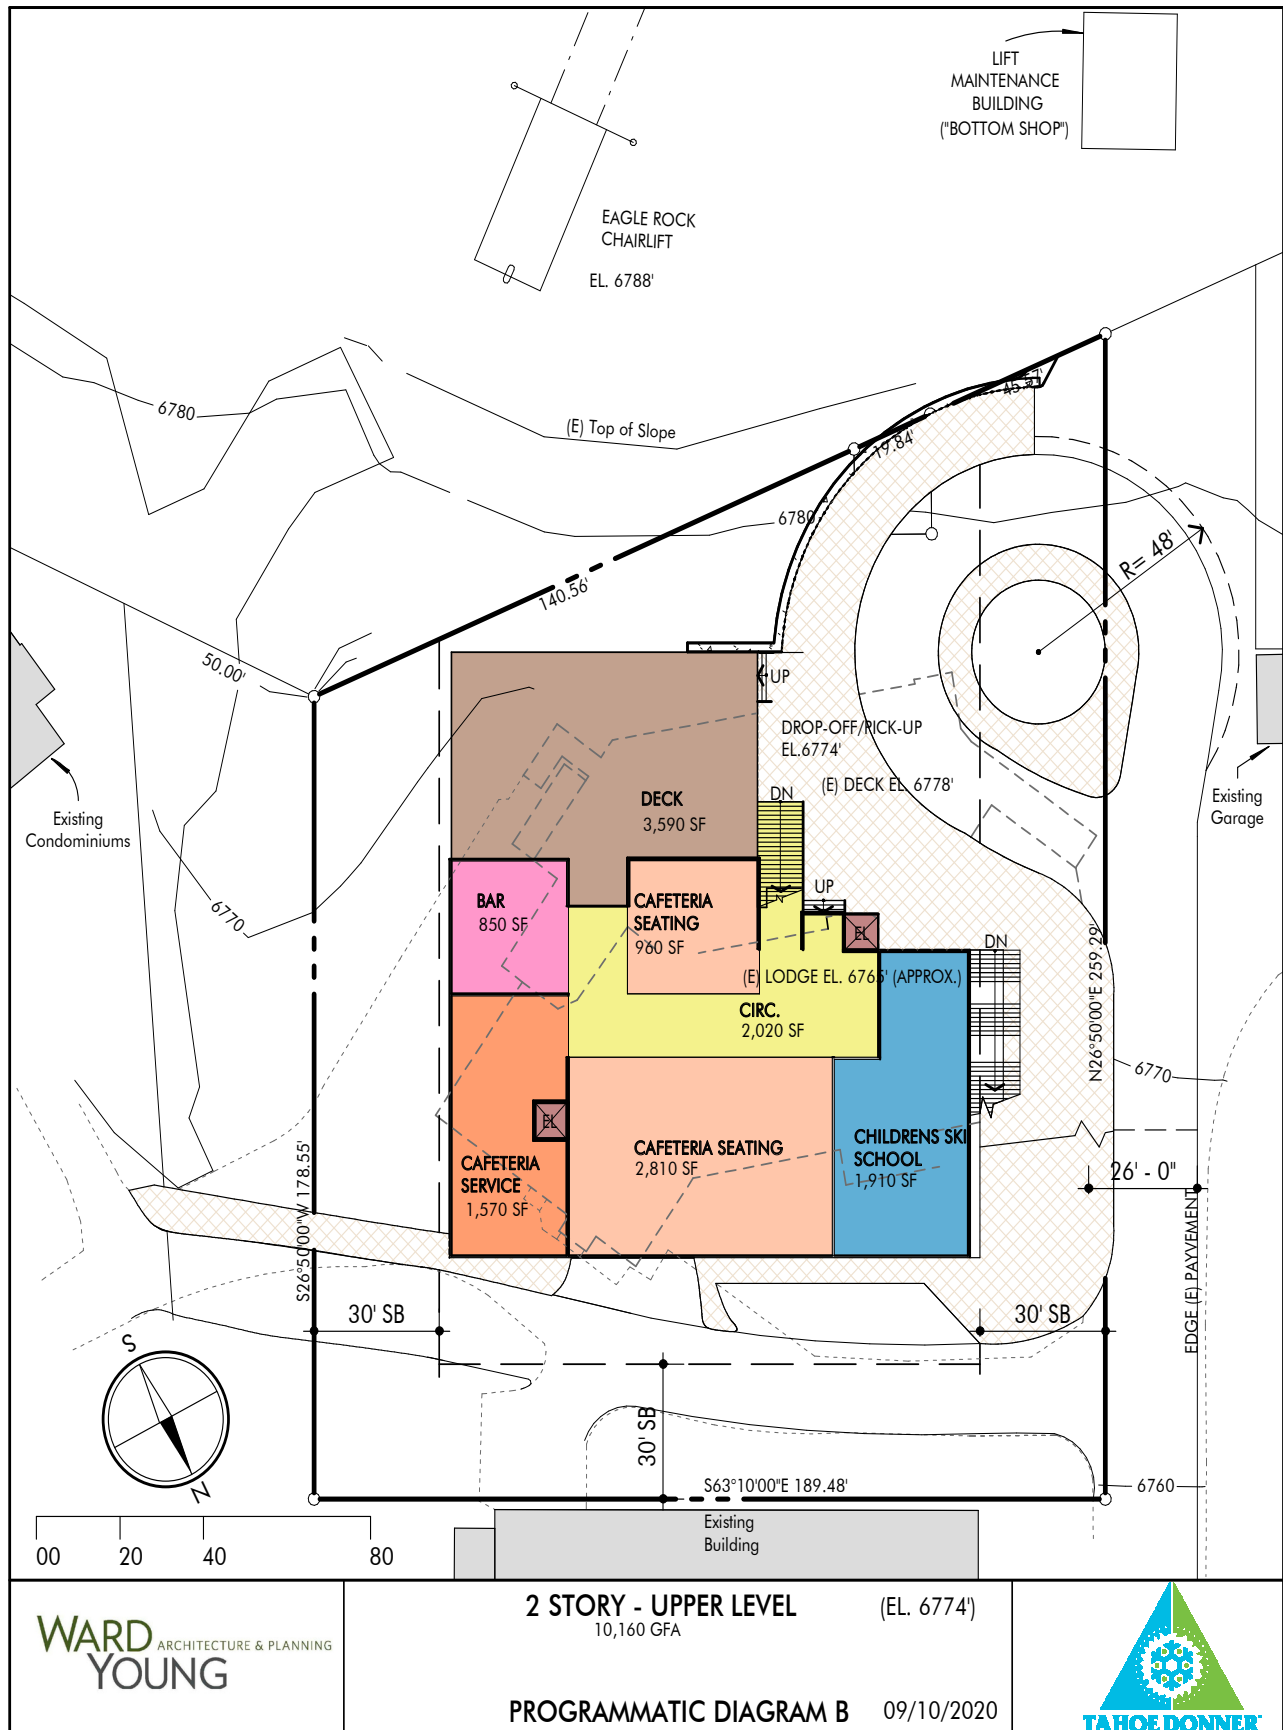 LIFT
MAINTENANCE
BUILDING
("BOTTOM SHOP")
EAGLE ROCK
CHAIRLIFT
EL. 6788'
45.57'
6780
(E) Top of Slope
19.84'
6780
R= 48'
140.56'
50.00'
UP
DROP-OFF/PICK-UP
EL.6774'
(E) DECK EL. 6778'
DECK
3,590 SF
DN
Existing
Condominiums
Existing
Garage
BAR
850 SF
CAFETERIA
SEATING
960 SF
UP
EL
6770
DN
(E) LODGE EL. 6765' (APPROX.)
CIRC.
2,020 SF
N26°50'00"E 259.29'
6770
EL
CAFETERIA SEATING
2,810 SF
CHILDRENS SKI
SCHOOL
1,910 SF
CAFETERIA
SERVICE
1,570 SF
26' - 0"
S26°50'00"W 178.55'
EDGE (E) PAYVEMENT
30' SB
30' SB
S
N
30' SB
S63°10'00"E 189.48'
6760
Existing
Building
00 20 40 80
WARD ARCHITECTURE & PLANNING
YOUNG
2 STORY - UPPER LEVEL (EL. 6774')
10,160 GFA
PROGRAMMATIC DIAGRAM B 09/10/2020
TAHOE DONNER